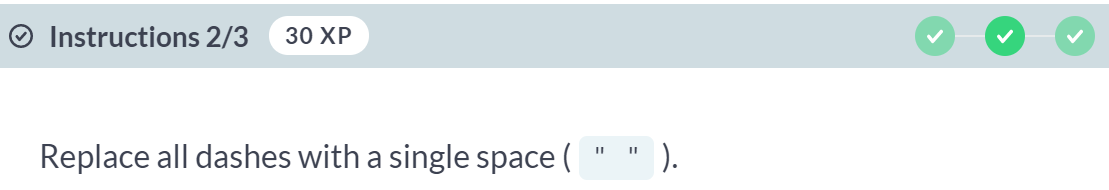 Instructions 2/3 30 XP
Replace all dashes with a single space ( " " ).